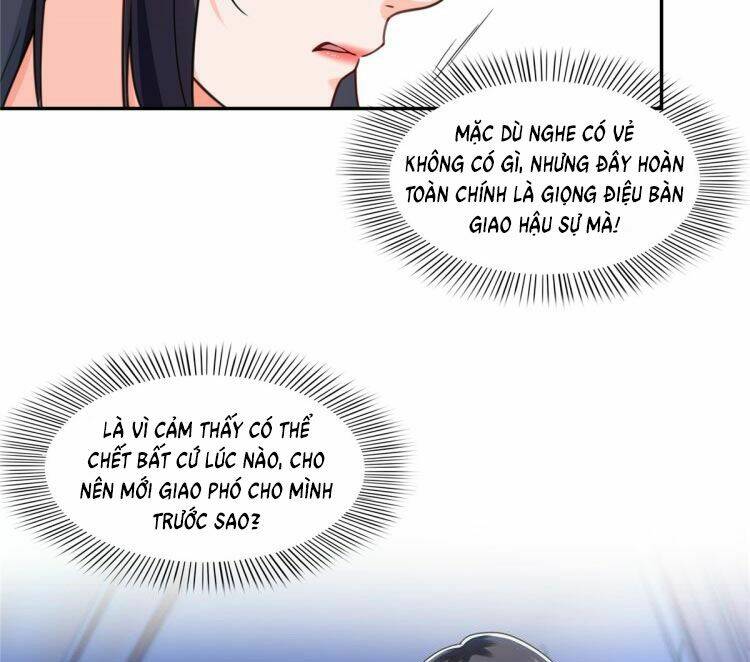 MẶC DÙ NGHE CÓ VẺ
KHÔNG CÓ GÌ, NHƯNG ĐÂY HOÀN
TOÀN CHÍNH LÀ GIỌNG ĐIỆU BÀN
GIAO HẬU SỰ MÀ!
LÀ VÌ CẢM THẤY CÓ THỂ
CHẾT BẤT CỨ LÚC NÀO, CHO
NÊN MỚI GIAO PHÓ CHO MÌNH
TRƯỚC SAO?